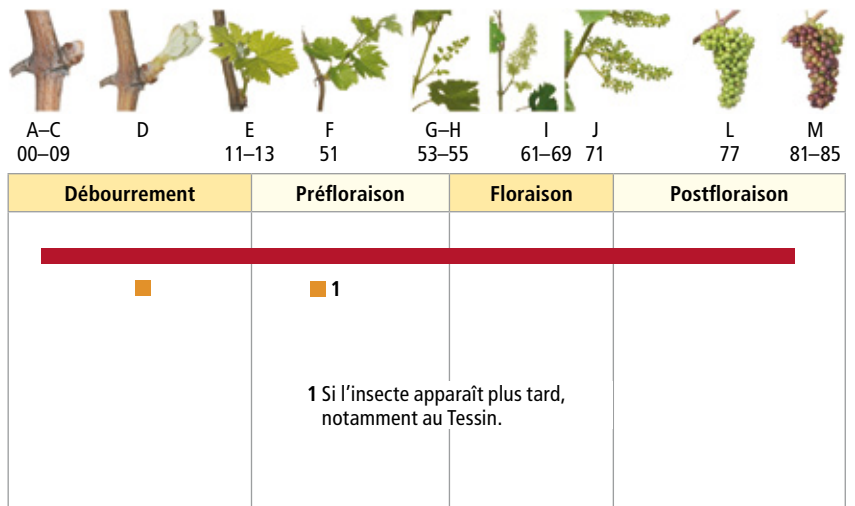 A–C D E F G–H I J L M
00–09 11–13 51 53–55 61–69 71 77 81–85
Débourrement Préfloraison Floraison Postfloraison
1
1 Si l'insecte apparaît plus tard,
notamment au Tessin.